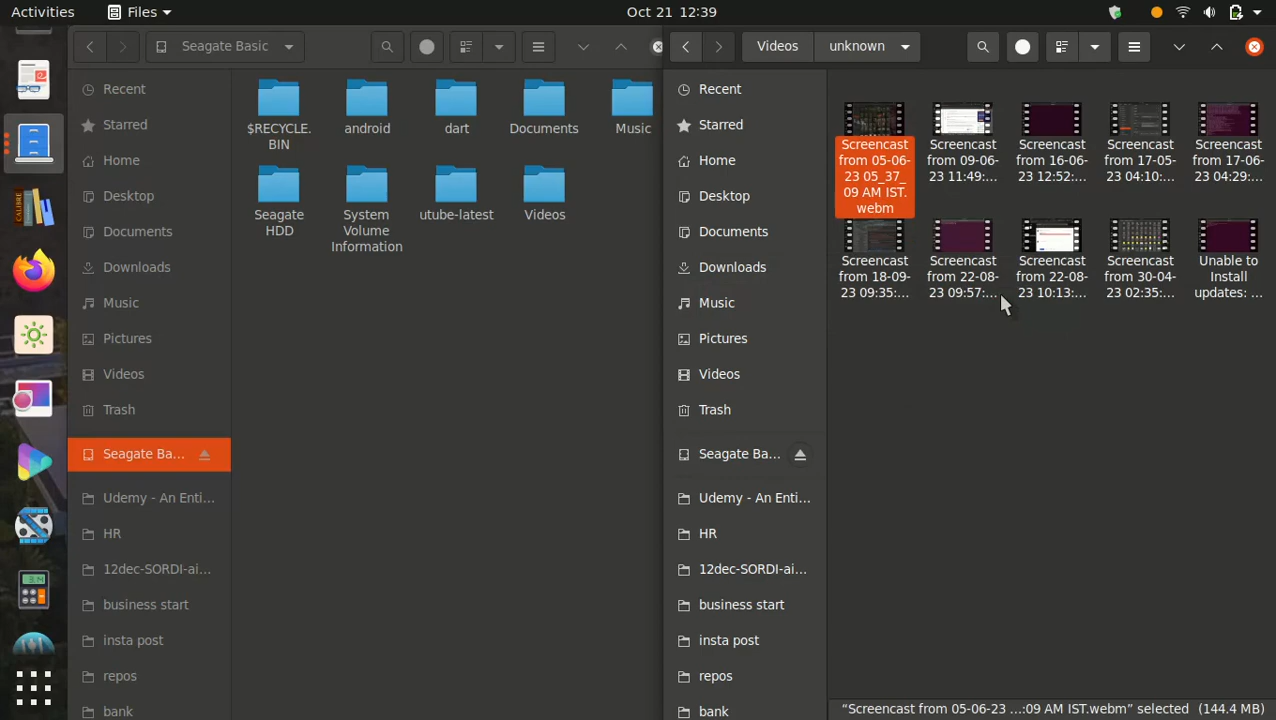 Activities
Files
Oct 21 12:39
Seagate Basic
Recent
Starred
Home
Desktop
Documents
Downloads
Music
Pictures
Videos
Trash
Seagate Ba...
Udemy - An Enti...
HR
12dec-SORDI-ai...
business start
insta post
repos
bank
$RECYCLE.
BIN
android
dart
Documents
Music
Seagate
HDD
System
Volume
Information
utube-latest
Videos
Videos
unknown
Recent
Starred
Home
Desktop
Documents
Downloads
Music
Pictures
Videos
Trash
Seagate Ba...
Udemy - An Enti...
HR
12dec-SORDI-ai...
business start
insta post
repos
bank
Screencast
from 05-06-
23 05_37_
09 AM IST.
webm
Screencast
from 09-06-
23 11:49:...
Screencast
from 16-06-
23 12:52:...
Screencast
from 17-05-
23 04:10:...
Screencast
from 17-06-
23 04:29:...
Screencast
from 18-09-
23 09:35:...
Screencast
from 22-08-
23 09:57:...
Screencast
from 22-08-
23 10:13:...
Screencast
from 30-04-
23 02:35:...
Unable to
Install
updates: ...
“Screencast from 05-06-23 ...:09 AM IST.webm” selected (144.4 MB)
CALIBRE
3.14